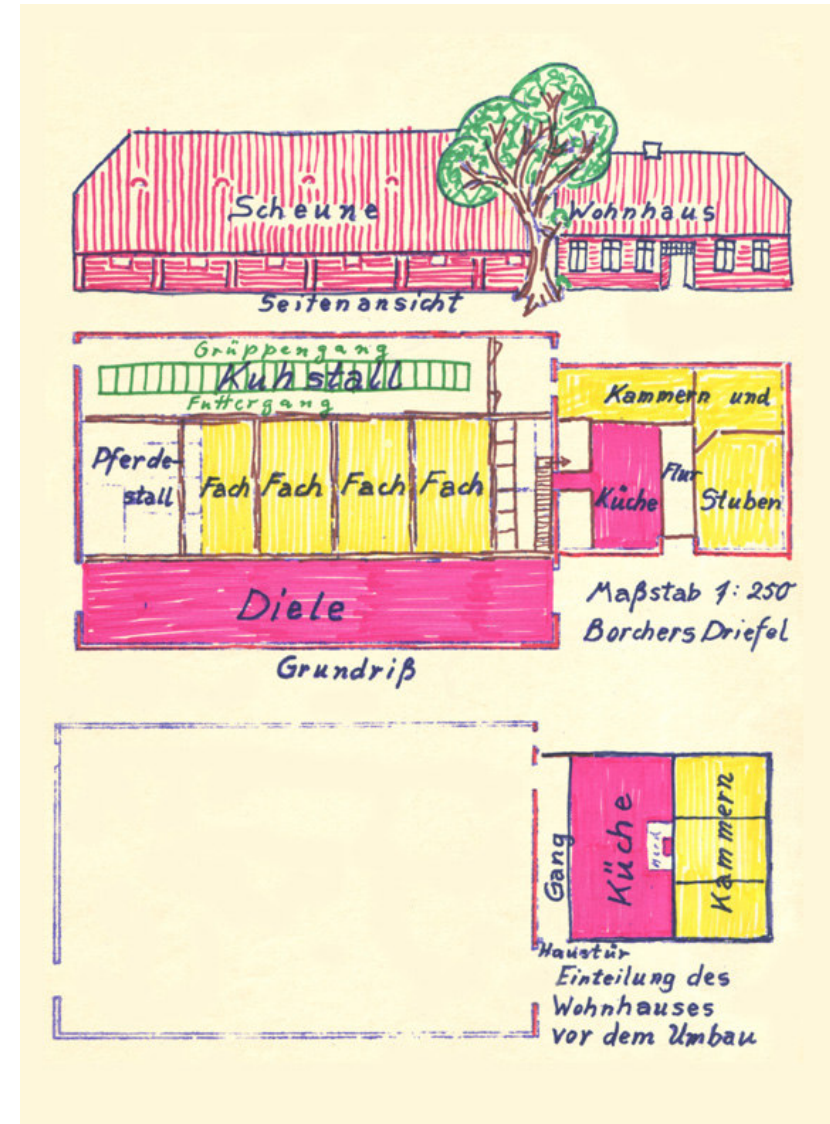 Scheune
Wohnhaus
Seitenansicht
Grüppengang
Kuhstall
Futtergang
Kammern und
Stuben
Pferde-
stall
Fach Fach Fach Fach
Küche
Flur
Diele
Maßstab 1:250
Borchers Driefel
Grundriß
Gang
Küche
Herd
Kammern
Haustür
Einteilung des
Wohnhauses
vor dem Umbau